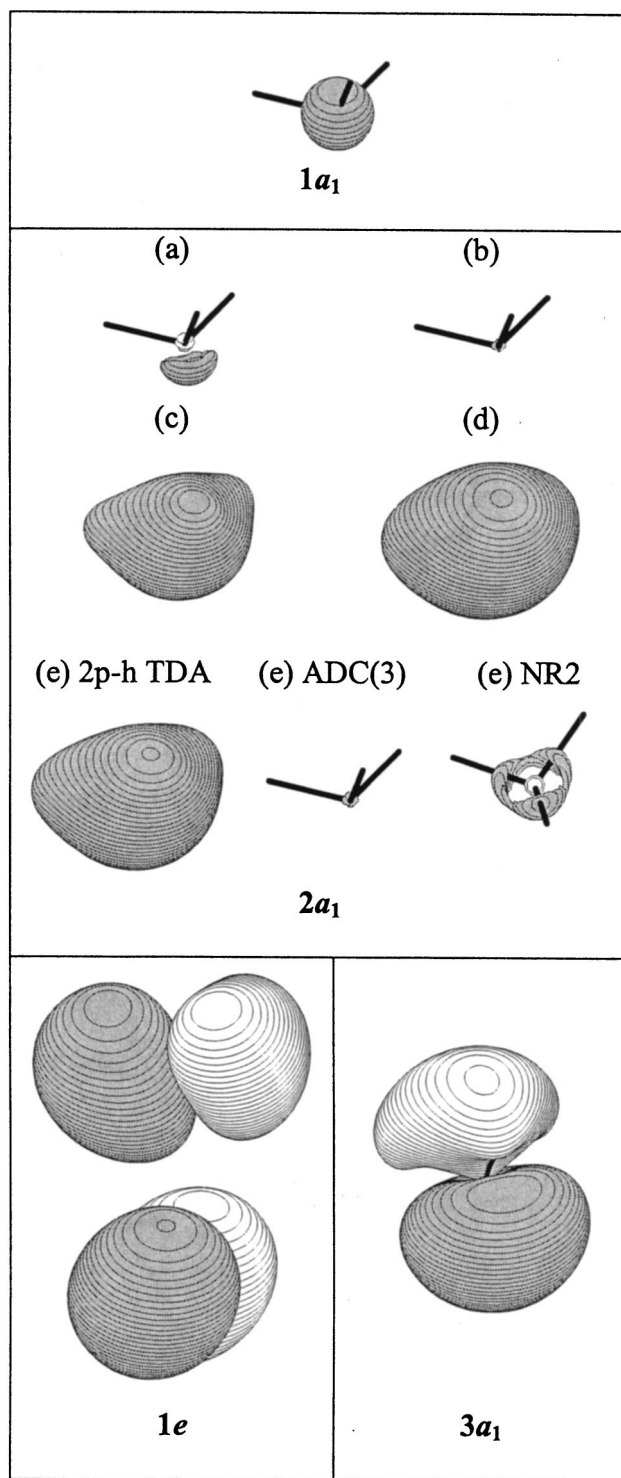 1a₁
(a) (b)
(c) (d)
(e) 2p-h TDA (e) ADC(3) (e) NR2
2a₁
1e 3a₁